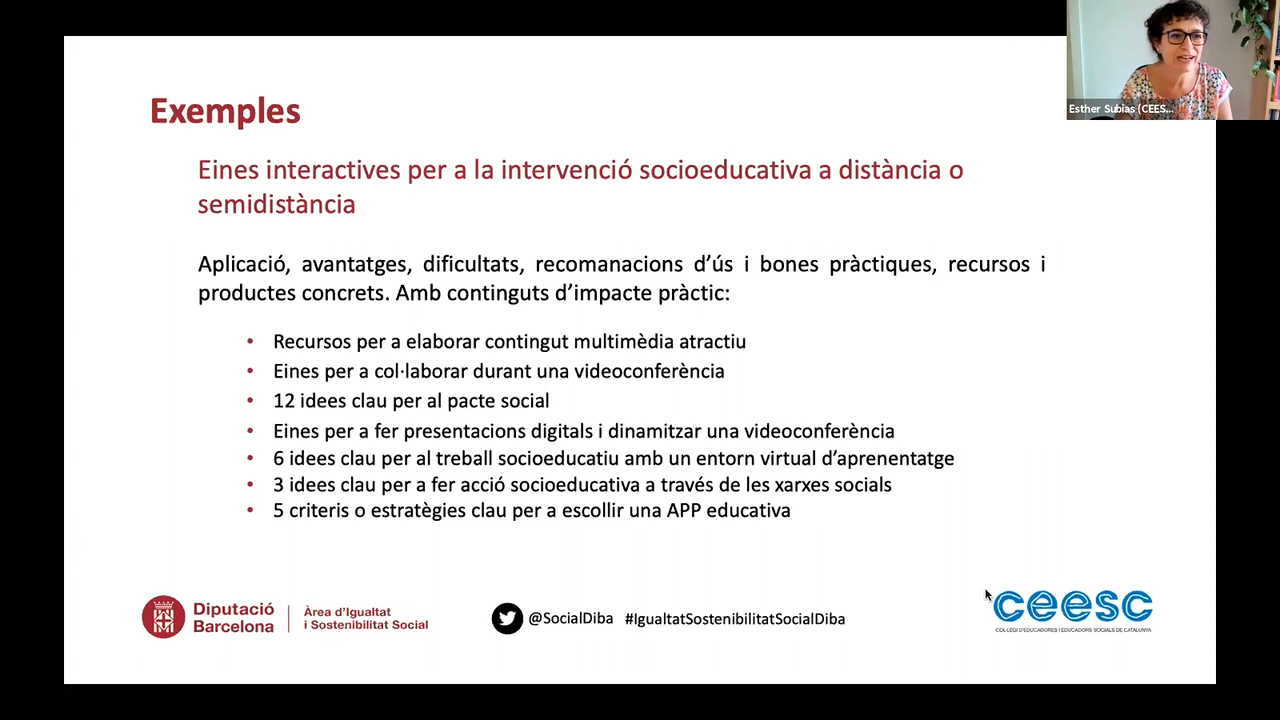 Esther Subias (CEES...
Exemples
Eines interactives per a la intervenció socioeducativa a distància o
semidistància
Aplicació, avantatges, dificultats, recomanacions d'ús i bones pràctiques, recursos i
productes concrets. Amb continguts d'impacte pràctic:
• Recursos per a elaborar contingut multimèdia atractiu
• Eines per a col·laborar durant una videoconferència
• 12 idees clau per al pacte social
• Eines per a fer presentacions digitals i dinamitzar una videoconferència
• 6 idees clau per al treball socioeducatiu amb un entorn virtual d'aprenentatge
• 3 idees clau per a fer acció socioeducativa a través de les xarxes socials
• 5 criteris o estratègies clau per a escollir una APP educativa
Diputació
Barcelona
Àrea d'Igualtat
i Sostenibilitat Social
@SocialDiba #IgualtatSostenibilitatSocialDiba
ceesc
COL·LEGI D'EDUCADORES I EDUCADORS SOCIALS DE CATALUNYA